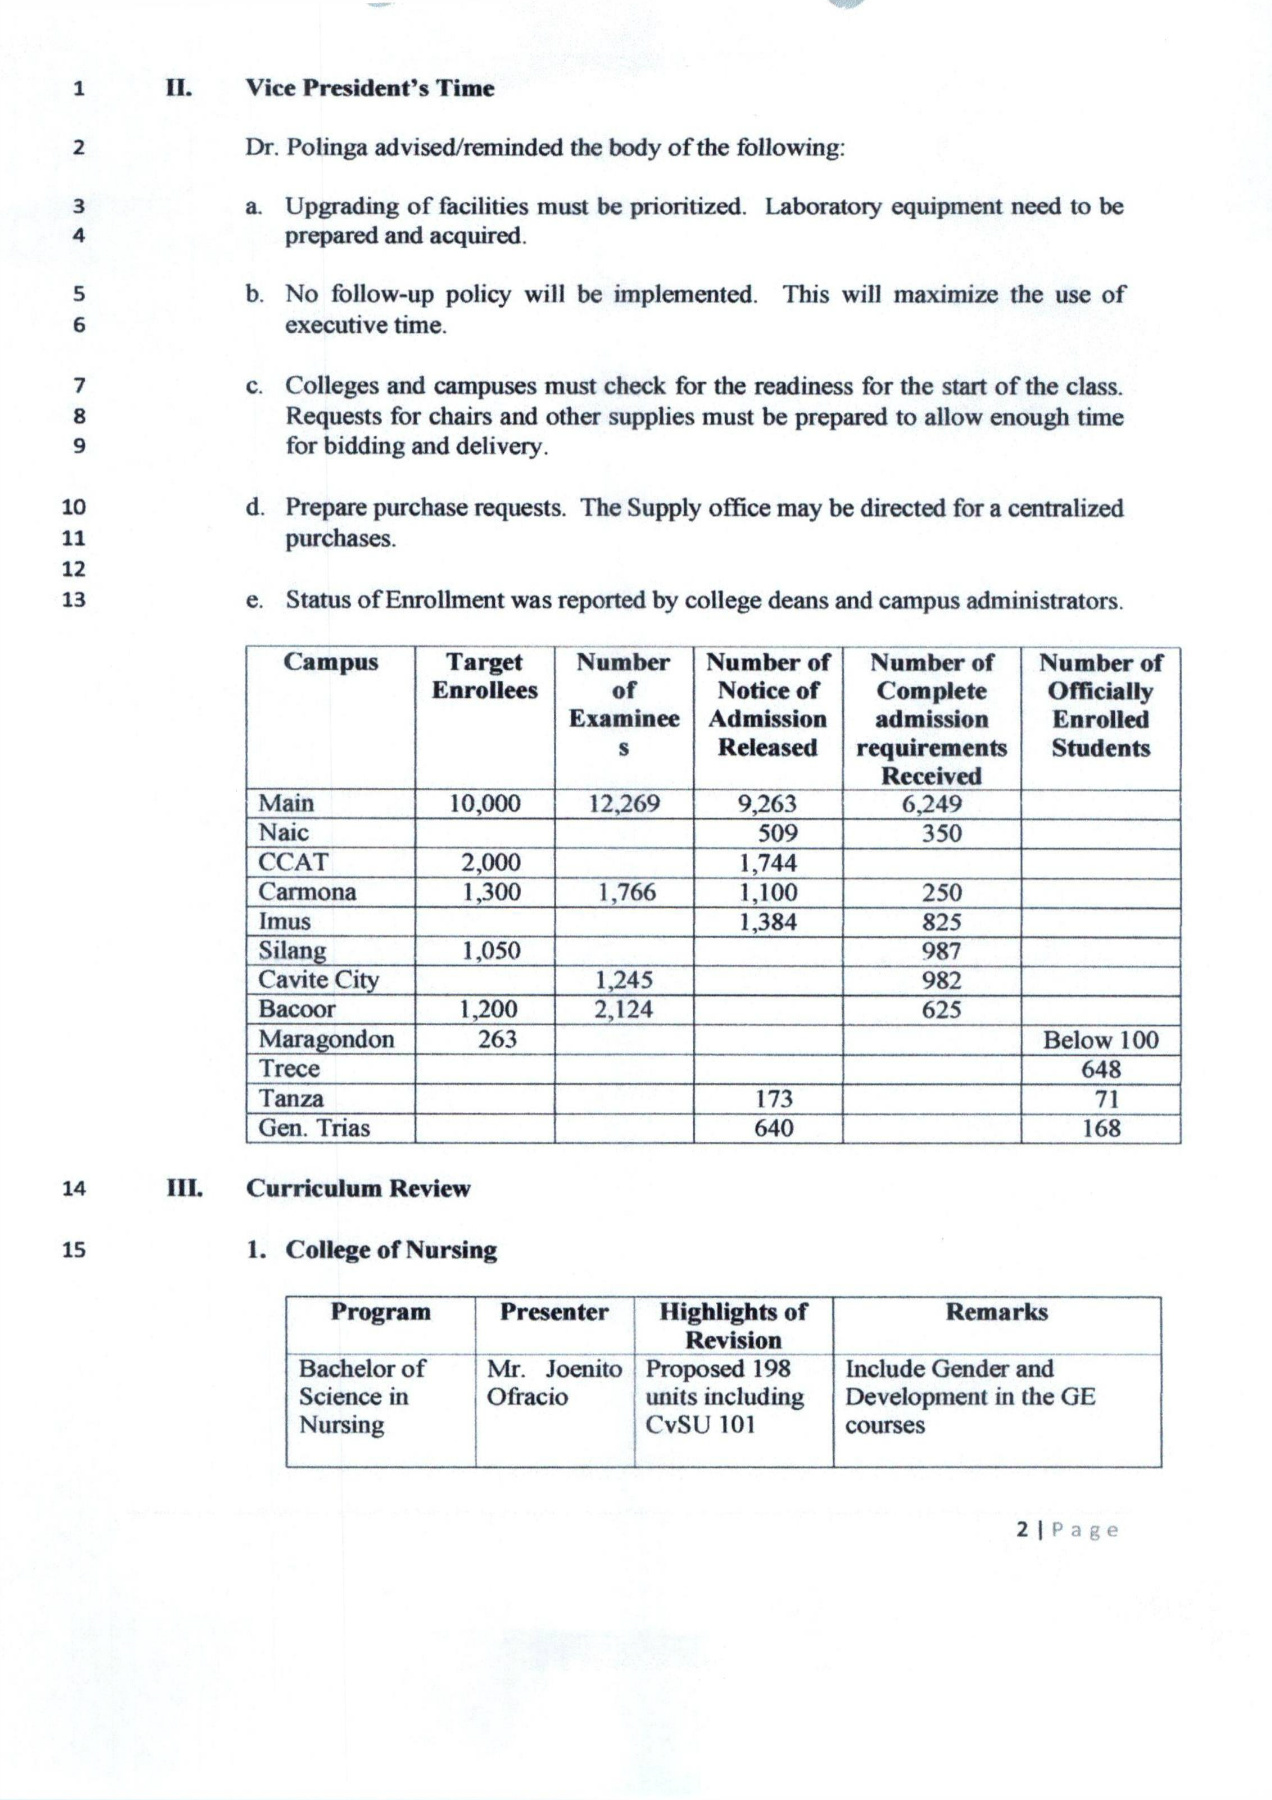 1 II. Vice President's Time
2 Dr. Polinga advised/reminded the body of the following:
3 a. Upgrading of facilities must be prioritized. Laboratory equipment need to be
4 prepared and acquired.
5 b. No follow-up policy will be implemented. This will maximize the use of
6 executive time.
7 c. Colleges and campuses must check for the readiness for the start of the class.
8 Requests for chairs and other supplies must be prepared to allow enough time
9 for bidding and delivery.
10 d. Prepare purchase requests. The Supply office may be directed for a centralized
11 purchases.
12
13 e. Status of Enrollment was reported by college deans and campus administrators.
Campus Target Number Number of Number of Number of
Enrollees of Notice of Complete Officially
Examinee Admission admission Enrolled
s Released requirements Students
Received
Main 10,000 12,269 9,263 6,249
Naic 509 350
CCAT 2,000 1,744
Carmona 1,300 1,766 1,100 250
Imus 1,384 825
Silang 1,050 987
Cavite City 1,245 982
Bacoor 1,200 2,124 625
Maragondon 263 Below 100
Trece 648
Tanza 173 71
Gen. Trias 640 168
14 III. Curriculum Review
15 1. College of Nursing
Program Presenter Highlights of Remarks
Revision
Bachelor of Mr. Joenito Proposed 198 Include Gender and
Science in Ofracio units including Development in the GE
Nursing CvSU 101 courses
2 | Page